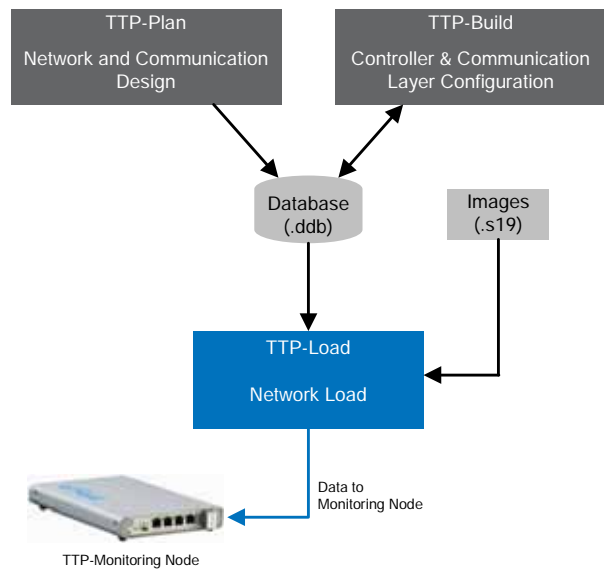 TTP-Plan
Network and Communication
Design
TTP-Build
Controller & Communication
Layer Configuration
Database
(.ddb)
Images
(.s19)
TTP-Load
Network Load
Data to
Monitoring Node
TTP-Monitoring Node